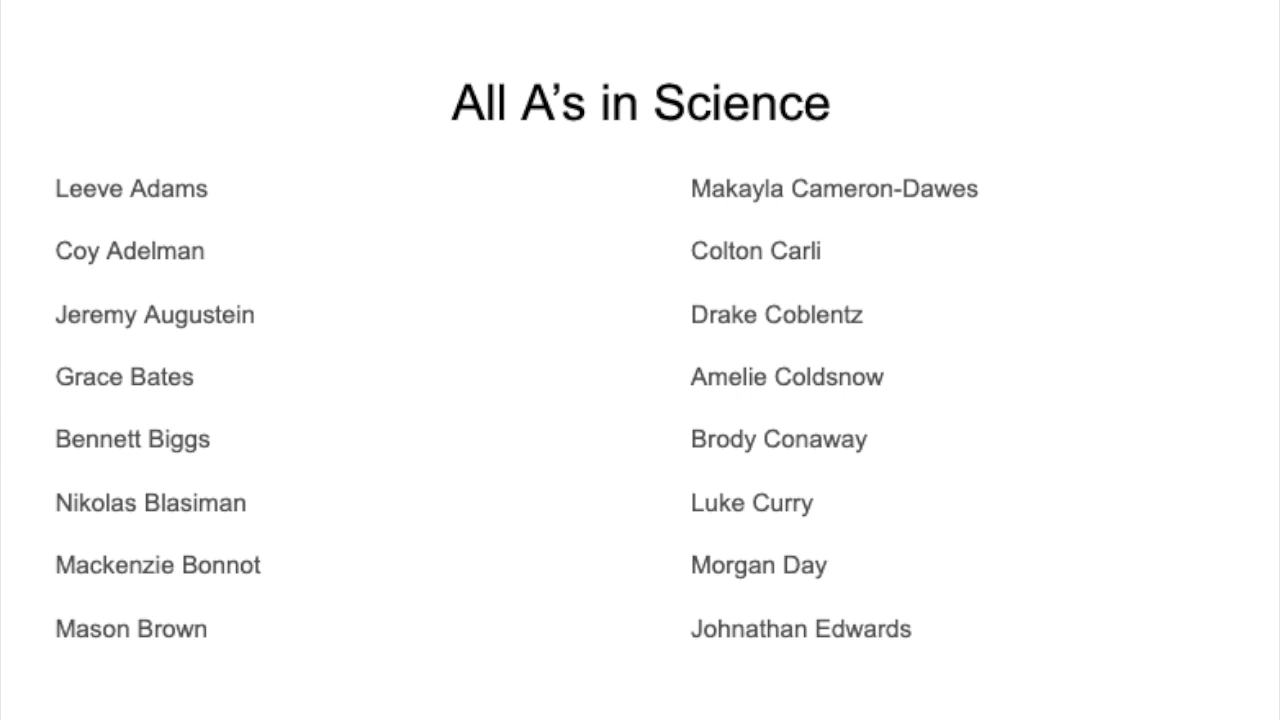 All A’s in Science
Leeve Adams
Coy Adelman
Jeremy Augustein
Grace Bates
Bennett Biggs
Nikolas Blasiman
Mackenzie Bonnot
Mason Brown
Makayla Cameron-Dawes
Colton Carli
Drake Coblentz
Amelie Coldsnow
Brody Conaway
Luke Curry
Morgan Day
Johnathan Edwards